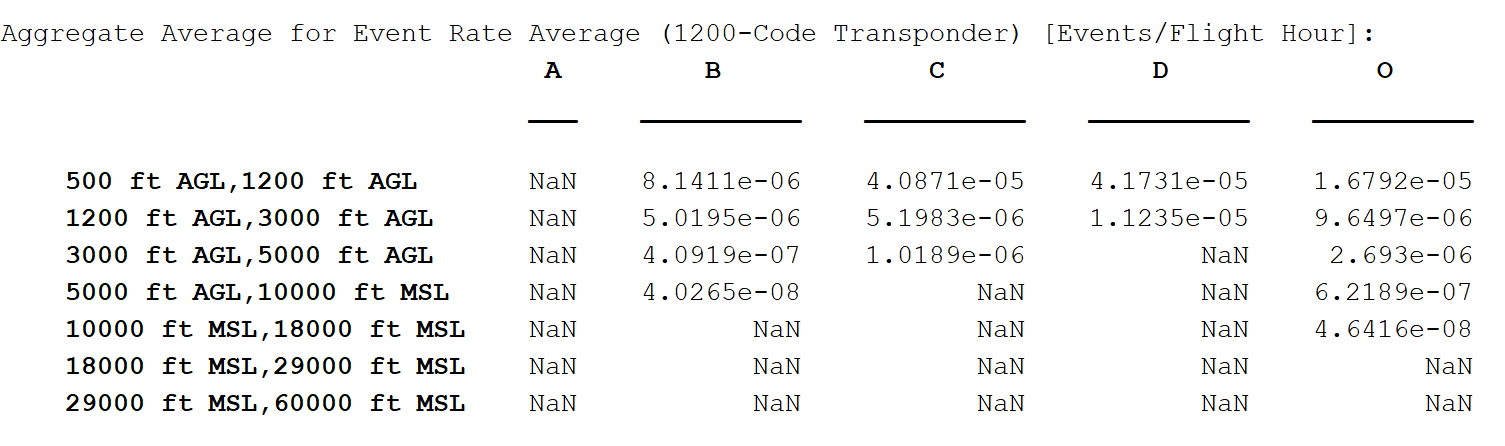 Aggregate Average for Event Rate Average (1200-Code Transponder) [Events/Flight Hour]:
A B C D O
500 ft AGL,1200 ft AGL NaN 8.1411e-06 4.0871e-05 4.1731e-05 1.6792e-05
1200 ft AGL,3000 ft AGL NaN 5.0195e-06 5.1983e-06 1.1235e-05 9.6497e-06
3000 ft AGL,5000 ft AGL NaN 4.0919e-07 1.0189e-06 NaN 2.693e-06
5000 ft AGL,10000 ft MSL NaN 4.0265e-08 NaN NaN 6.2189e-07
10000 ft MSL,18000 ft MSL NaN NaN NaN NaN 4.6416e-08
18000 ft MSL,29000 ft MSL NaN NaN NaN NaN NaN
29000 ft MSL,60000 ft MSL NaN NaN NaN NaN NaN